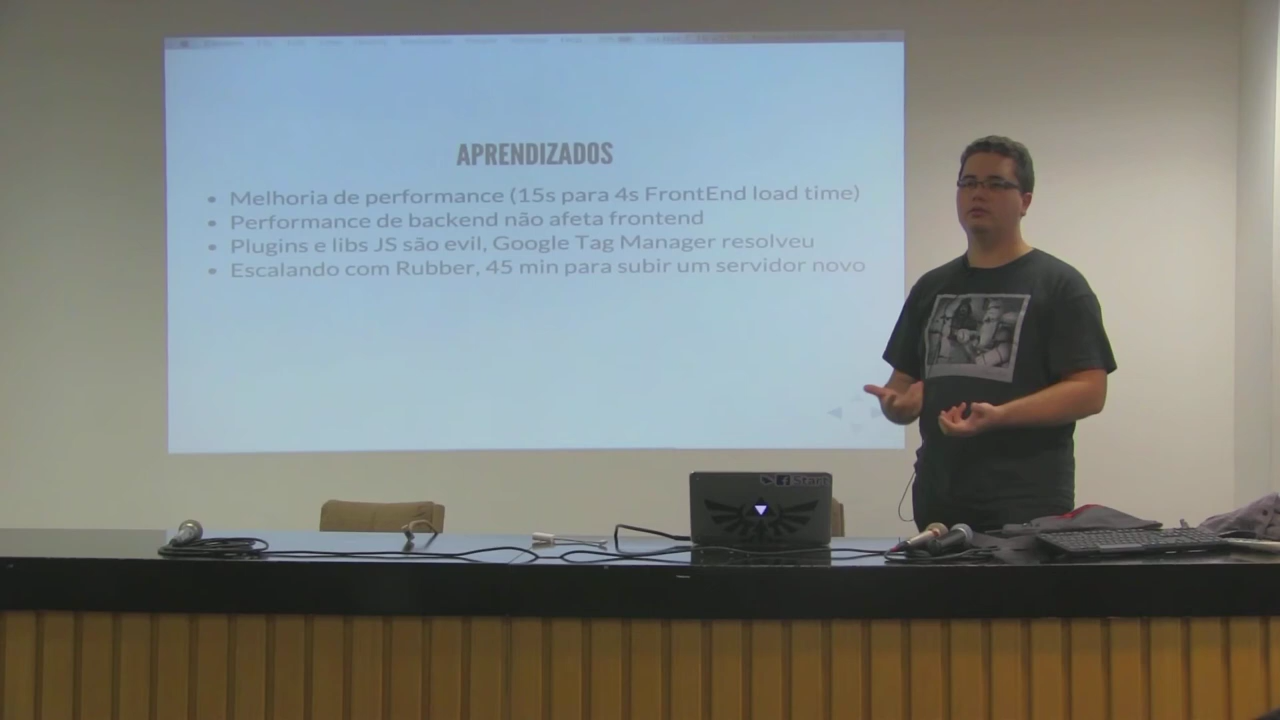 APRENDIZADOS
• Melhoria de performance (15s para 4s FrontEnd load time)
• Performance de backend não afeta frontend
• Plugins e libs JS são evil, Google Tag Manager resolveu
• Escalando com Rubber, 45 min para subir um servidor novo
Start